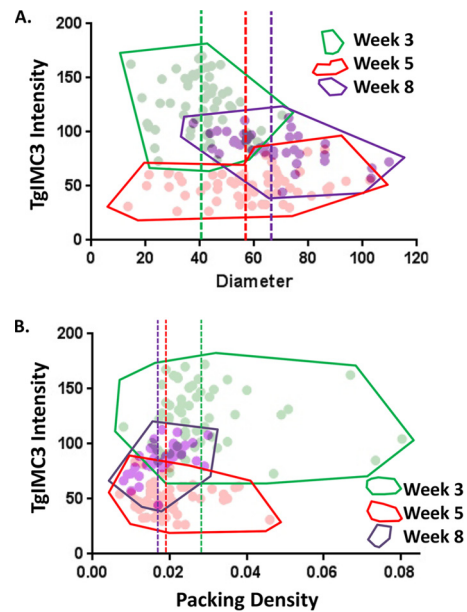 A.
TgIMC3 Intensity
200
150
100
50
0
0 20 40 60 80 100 120
Diameter
Week 3
Week 5
Week 8
B.
TgIMC3 Intensity
200
150
100
50
0
0.00 0.02 0.04 0.06 0.08
Packing Density
Week 3
Week 5
Week 8